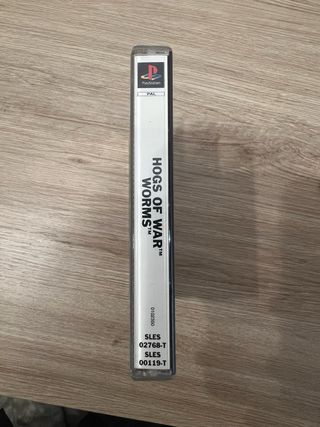 PlayStation
PAL
HOGS OF WAR™
WORMS™
SLES
02768-T
SLES
00119-T